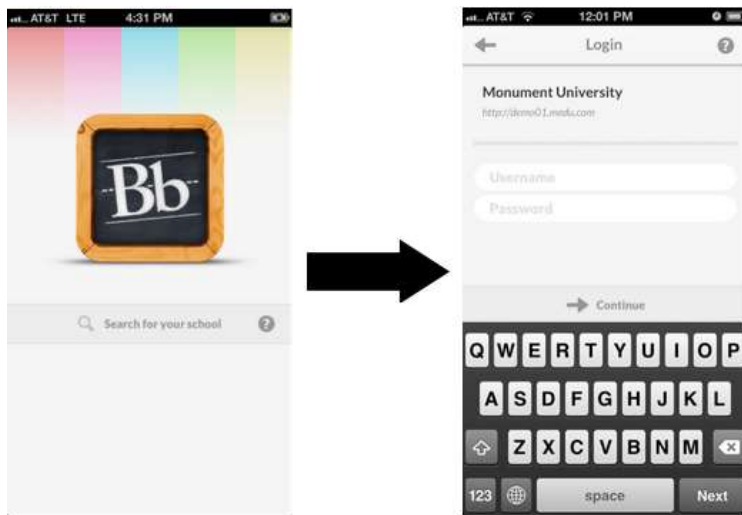 AT&T LTE 4:31 PM
Bb
Search for your school
AT&T 12:01 PM
Login
Monument University
http://demo01.medu.com
Username
Password
Continue
Q W E R T Y U I O P
A S D F G H J K L
Z X C V B N M
123 space Next